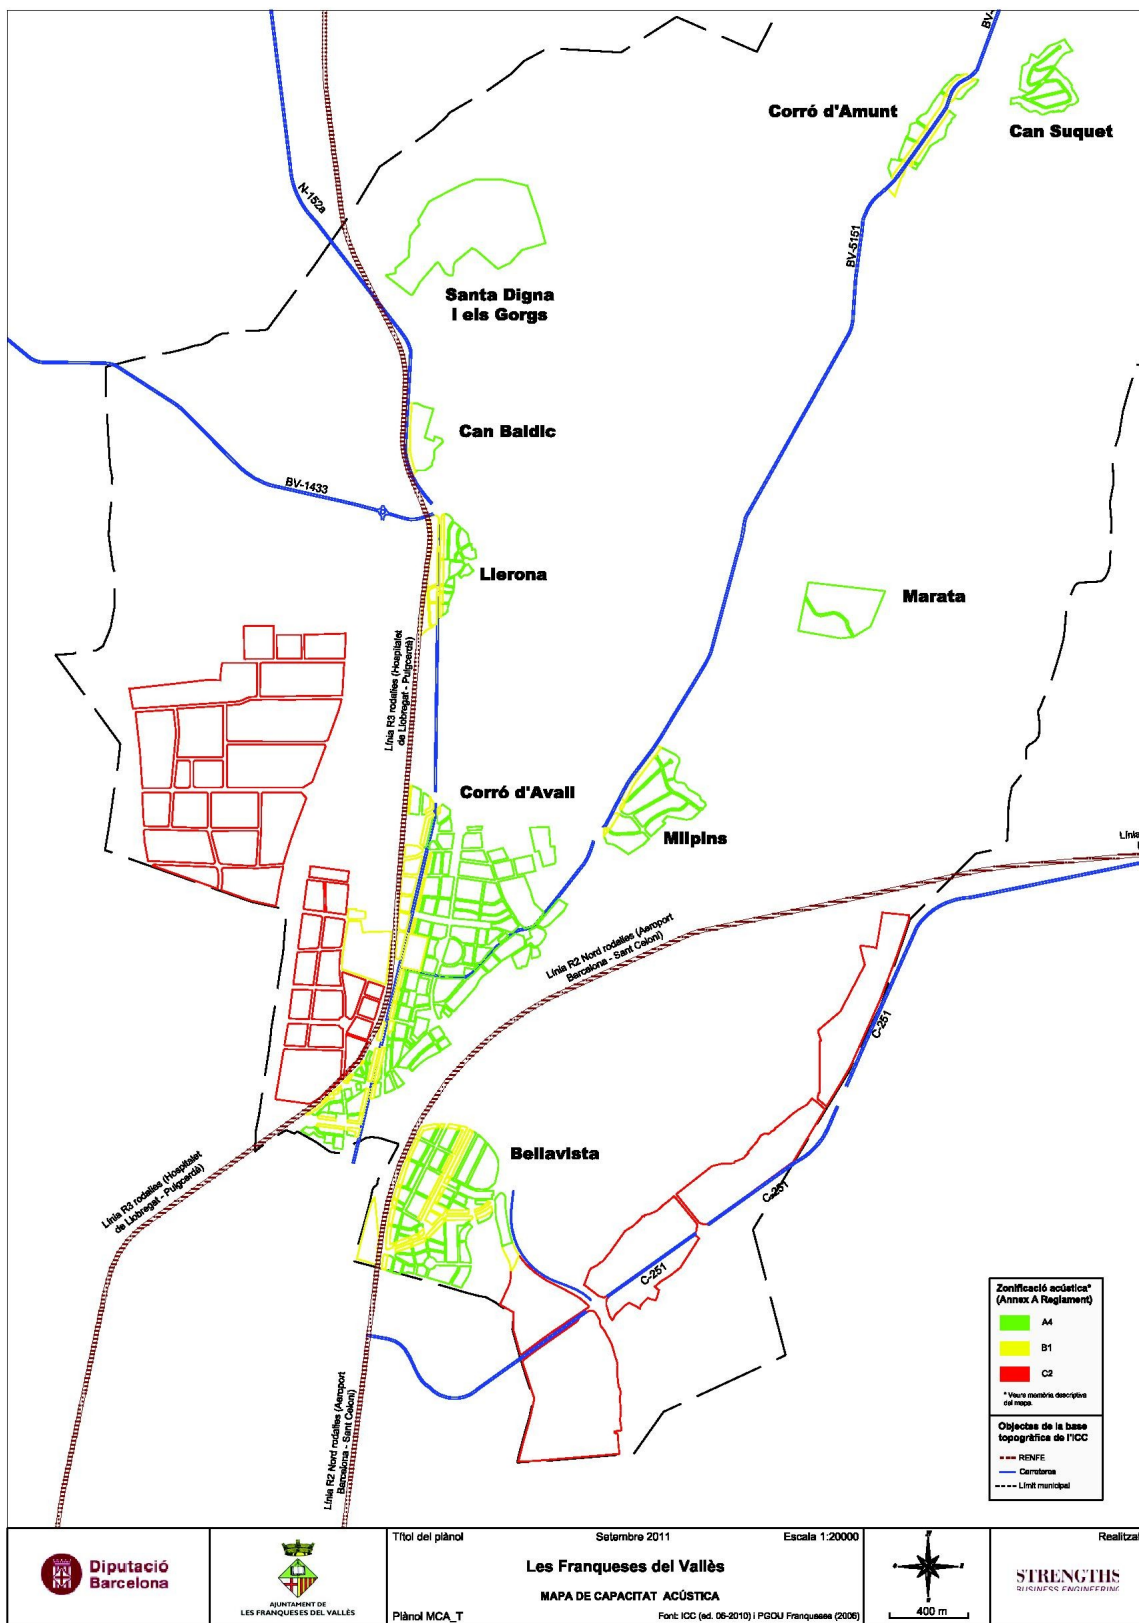 BV-
Corró d'Amunt
Can Suquet
N-152a
BV-5151
Santa Digna
i els Gorgs
Can Baldic
BV-1433
Llerona
Marata
Línia R3 rodalies (Hospitalet
de Llobregat - Puigcerdà)
Corró d'Avall
Milpins
Línia
Línia R2 Nord rodalies (Aeroport
Barcelona - Sant Celoni)
C-251
Bellavista
Línia R3 rodalies (Hospitalet
de Llobregat - Puigcerdà)
C-251
C-251
Línia R2 Nord rodalies (Aeroport
Barcelona - Sant Celoni)
Zonificació acústica*
(Annex A Reglament)
A4
B1
C2
* Veure memòria descriptiva
del mapa.
Objectes de la base
topogràfica de l'ICC
RENFE
Carreteres
Límit municipal
Diputació
Barcelona
AJUNTAMENT DE
LES FRANQUESES DEL VALLÈS
Títol del plànol
Setembre 2011
Escala 1:20000
Les Franqueses del Vallès
MAPA DE CAPACITAT ACÚSTICA
Plànol MCA_T
Font: ICC (ed. 06-2010) i PGOU Franqueses (2006)
400 m
Realitzat
STRENGTHS
BUSINESS ENGINEERING